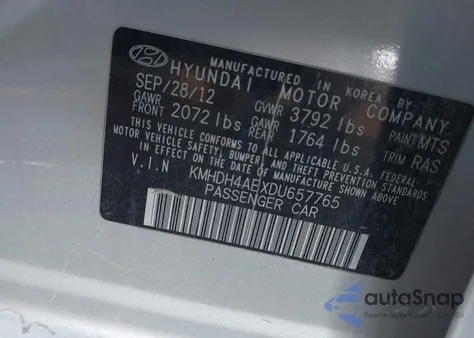 MANUFACTURED IN KOREA BY
HYUNDAI MOTOR COMPANY
SEP/28/12 GVWR 3792 lbs PAINT MTS
GAWR FRONT 2072 lbs GAWR REAR 1764 lbs TRIM RAS
THIS VEHICLE CONFORMS TO ALL APPLICABLE U.S.A. FEDERAL
MOTOR VEHICLE SAFETY, BUMPER, AND THEFT PREVENTION
STANDARDS IN EFFECT ON THE DATE OF MANUFACTURE SHOWN ABOVE
V.I.N KMHDH4AEXDU657765
PASSENGER CAR
autoSnap